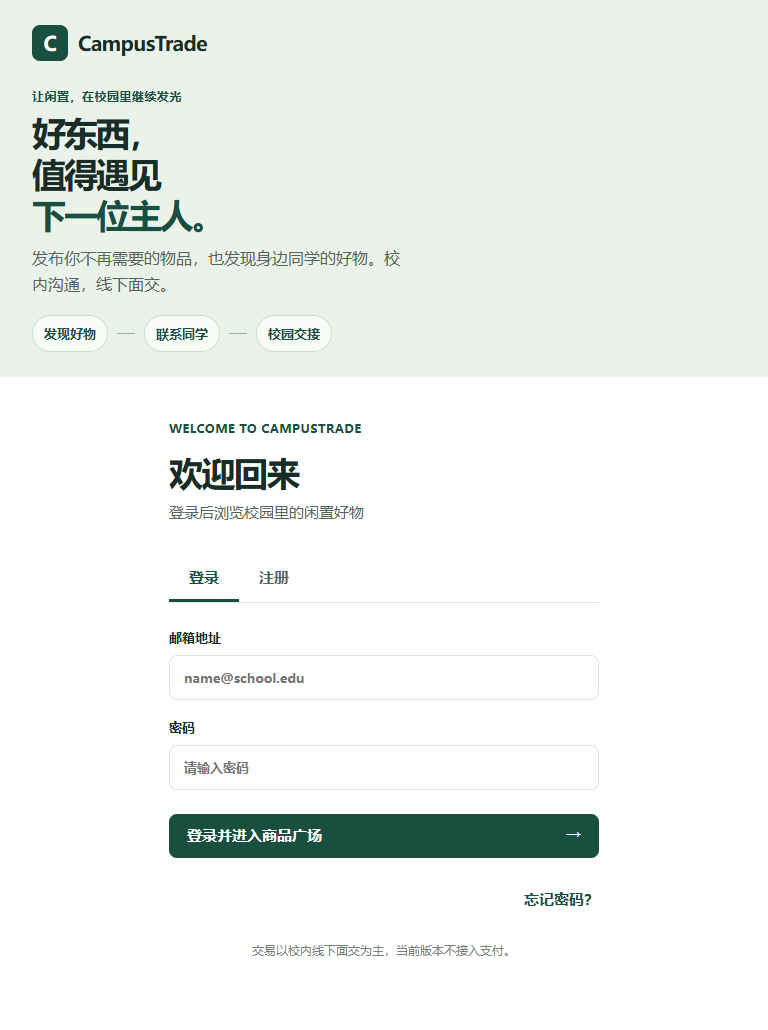 C CampusTrade
让闲置，在校园里继续发光
好东西，
值得遇见
下一位主人。
发布你不再需要的物品，也发现身边同学的好物。校
内沟通，线下面交。
发现好物 — 联系同学 — 校园交接
WELCOME TO CAMPUSTRADE
欢迎回来
登录后浏览校园里的闲置好物
登录 注册
邮箱地址
name@school.edu
密码
请输入密码
登录并进入商品广场 →
忘记密码？
交易以校内线下面交为主，当前版本不接入支付。